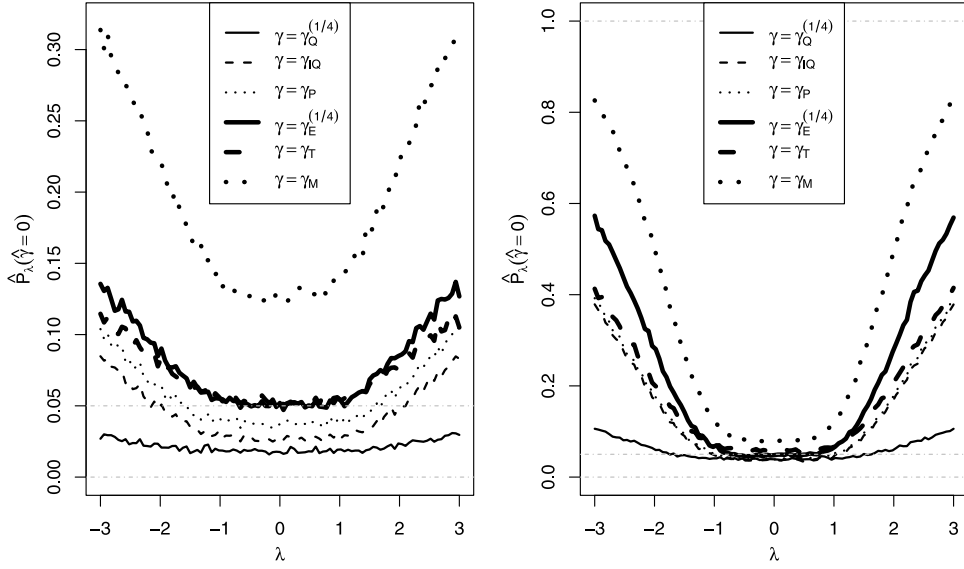 γ = γQ(1/4)
γ = γIQ
γ = γP
γ = γE(1/4)
γ = γT
γ = γM
P̂λ(γ̂ = 0)
0.30
0.25
0.20
0.15
0.10
0.05
0.00
−3 −2 −1 0 1 2 3
λ
γ = γQ(1/4)
γ = γIQ
γ = γP
γ = γE(1/4)
γ = γT
γ = γM
P̂λ(γ̂ = 0)
1.0
0.8
0.6
0.4
0.2
0.0
−3 −2 −1 0 1 2 3
λ